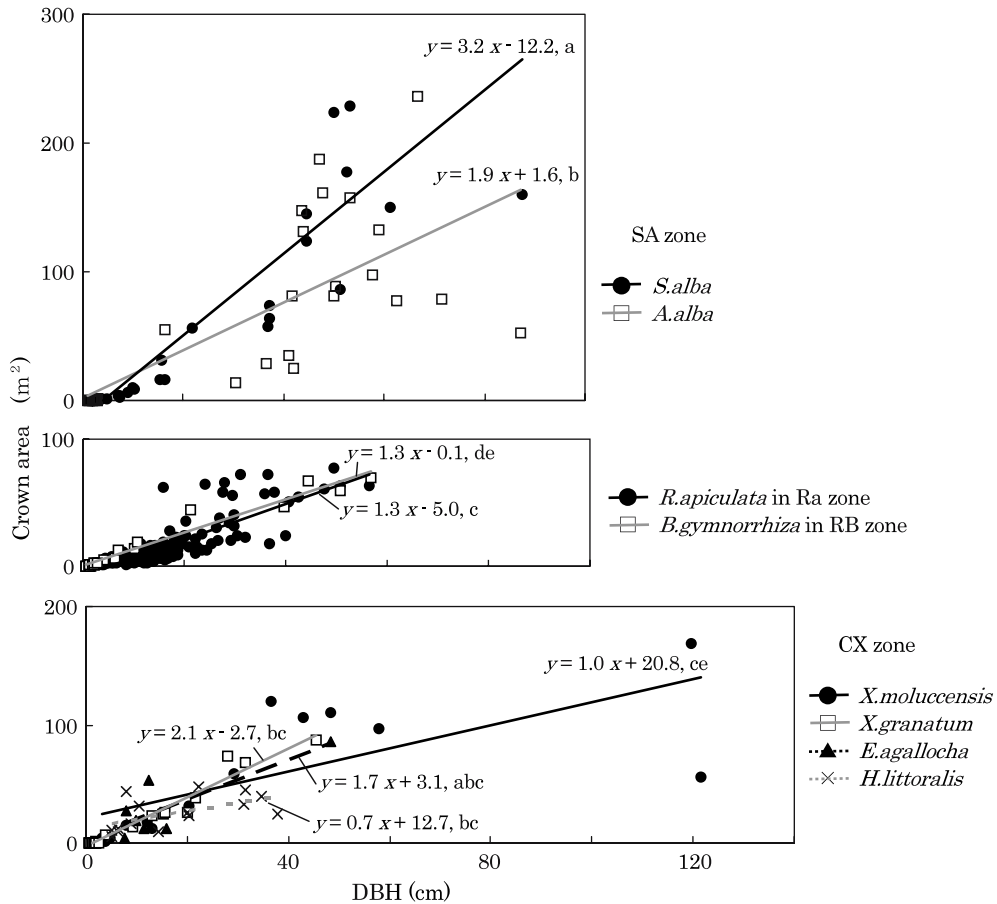 300
200
100
0
y = 3.2 x - 12.2, a
y = 1.9 x + 1.6, b
SA zone
S.alba
A.alba
Crown area (m²)
100
0
y = 1.3 x - 0.1, de
y = 1.3 x - 5.0, c
R.apiculata in Ra zone
B.gymnorrhiza in RB zone
200
100
0
y = 1.0 x + 20.8, ce
y = 2.1 x - 2.7, bc
y = 1.7 x + 3.1, abc
y = 0.7 x + 12.7, bc
CX zone
X.moluccensis
X.granatum
E.agallocha
H.littoralis
0 40 80 120
DBH (cm)